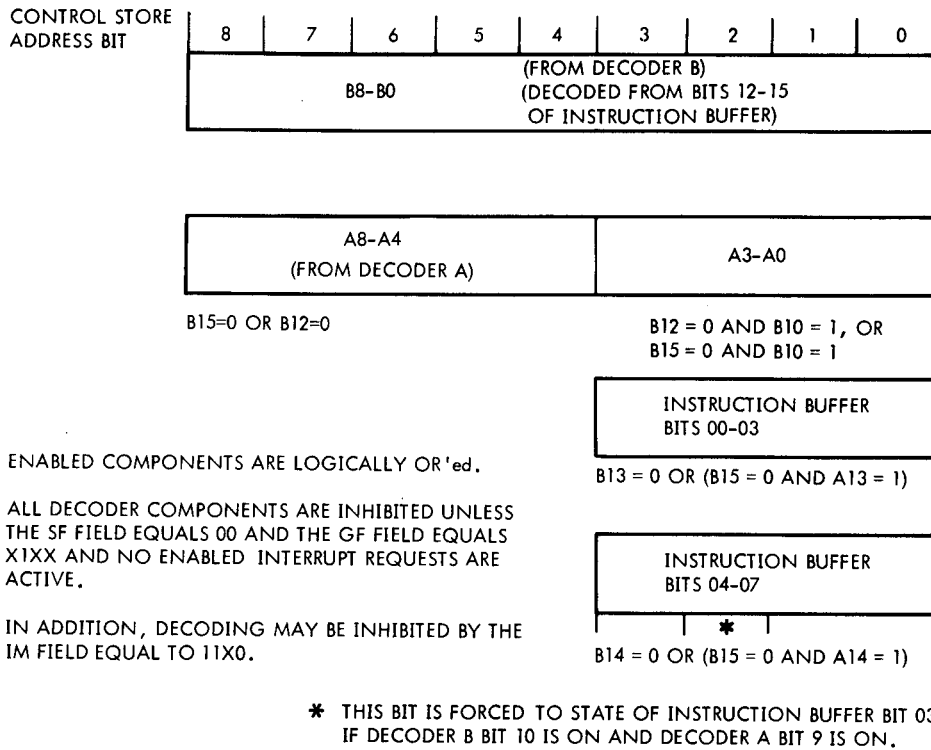 CONTROL STORE
ADDRESS BIT
8 7 6 5 4 3 2 1 0
B8-B0
(FROM DECODER B)
(DECODED FROM BITS 12-15
OF INSTRUCTION BUFFER)
A8-A4
(FROM DECODER A)
A3-A0
B15=0 OR B12=0
B12 = 0 AND B10 = 1, OR
B15 = 0 AND B10 = 1
INSTRUCTION BUFFER
BITS 00-03
B13 = 0 OR (B15 = 0 AND A13 = 1)
ENABLED COMPONENTS ARE LOGICALLY OR'ed.
ALL DECODER COMPONENTS ARE INHIBITED UNLESS
THE SF FIELD EQUALS 00 AND THE GF FIELD EQUALS
X1XX AND NO ENABLED INTERRUPT REQUESTS ARE
ACTIVE.
INSTRUCTION BUFFER
BITS 04-07
*
B14 = 0 OR (B15 = 0 AND A14 = 1)
IN ADDITION, DECODING MAY BE INHIBITED BY THE
IM FIELD EQUAL TO 11X0.
* THIS BIT IS FORCED TO STATE OF INSTRUCTION BUFFER BIT 03
IF DECODER B BIT 10 IS ON AND DECODER A BIT 9 IS ON.